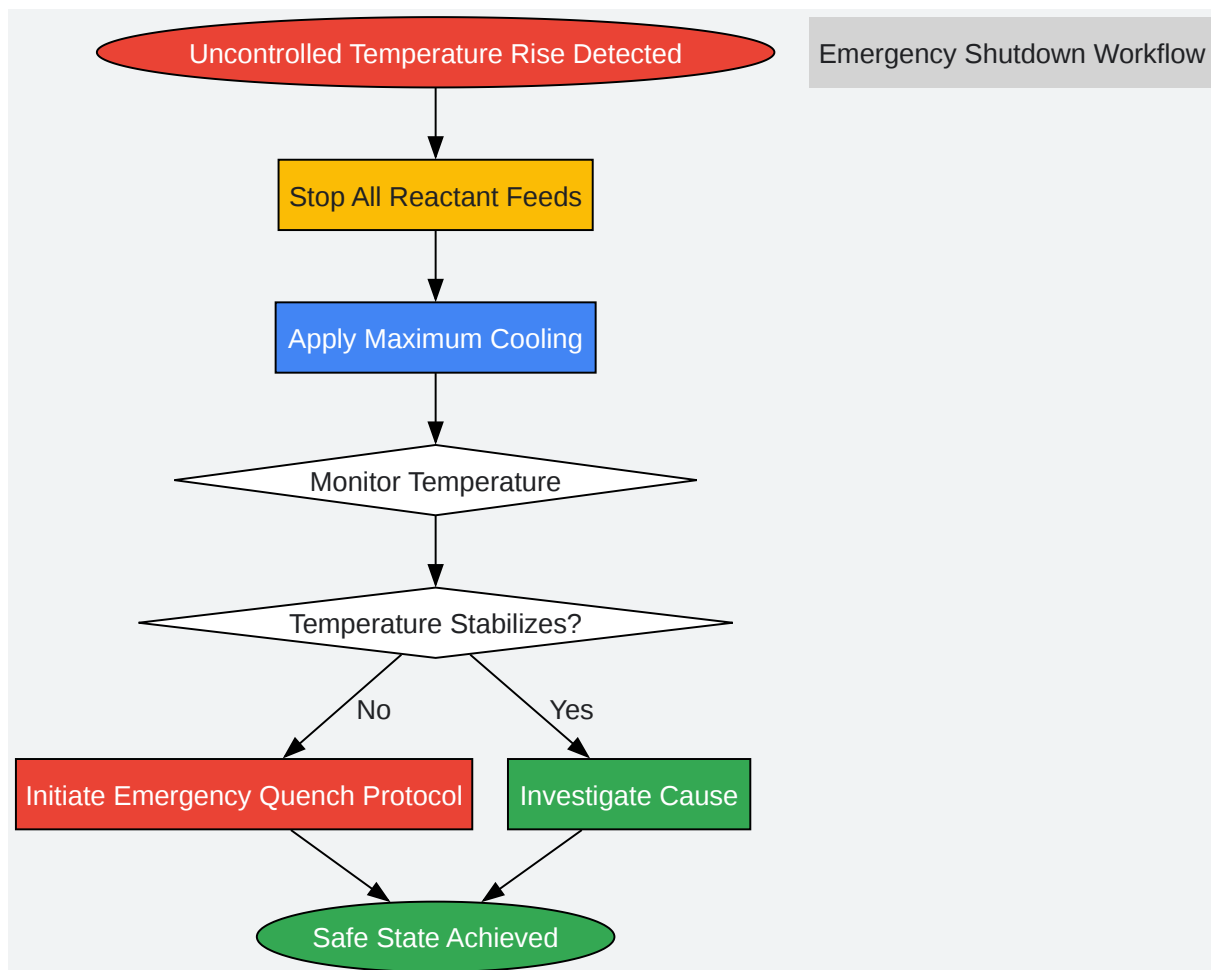 Uncontrolled Temperature Rise Detected
Emergency Shutdown Workflow
Stop All Reactant Feeds
Apply Maximum Cooling
Monitor Temperature
Temperature Stabilizes?
No
Yes
Initiate Emergency Quench Protocol
Investigate Cause
Safe State Achieved